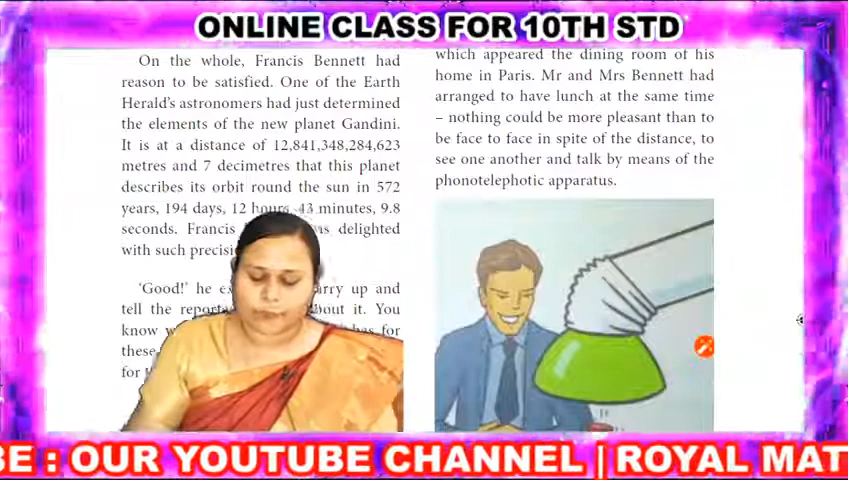 ONLINE CLASS FOR 10TH STD
On the whole, Francis Bennett had
reason to be satisfied. One of the Earth
Herald's astronomers had just determined
the elements of the new planet Gandini.
It is at a distance of 12,841,348,284,623
metres and 7 decimetres that this planet
describes its orbit round the sun in 572
years, 194 days, 12 hours, 43 minutes, 9.8
seconds. Francis delighted
with such
'Good!' he and
tell the bout it. You
know has for
these
for
which appeared the dining room of his
home in Paris. Mr and Mrs Bennett had
arranged to have lunch at the same time
– nothing could be more pleasant than to
be face to face in spite of the distance, to
see one another and talk by means of the
phonotelephotic apparatus.
BE : OUR YOUTUBE CHANNEL | ROYAL MAT